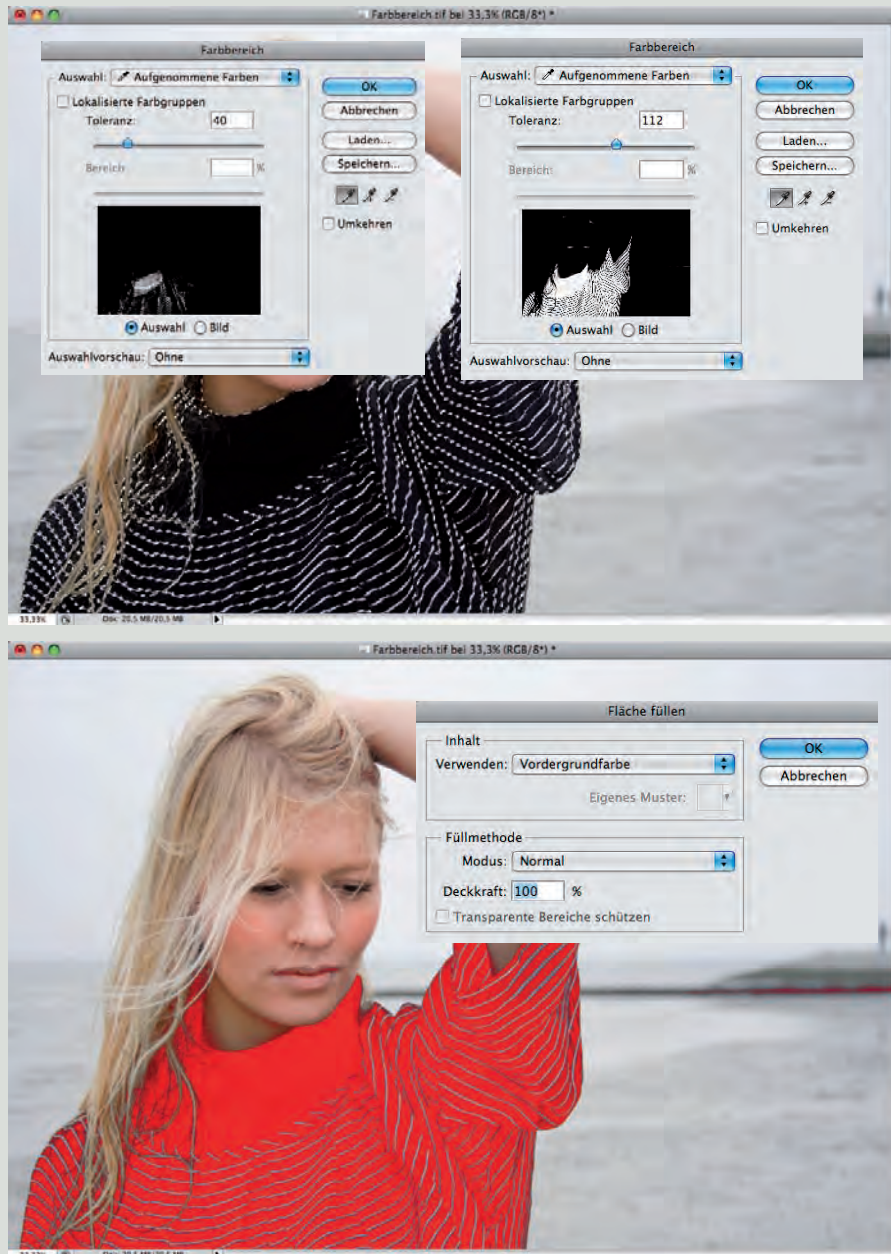 Farbbereich.tif bei 33,3% (RGB/8*) *
Farbbereich
Auswahl: Aufgenommene Farben
Lokalisierte Farbgruppen
Toleranz: 40
Bereich: %
Auswahl Bild
Auswahlvorschau: Ohne
OK
Abbrechen
Laden...
Speichern...
Umkehren
Farbbereich
Auswahl: Aufgenommene Farben
Lokalisierte Farbgruppen
Toleranz: 112
Bereich: %
Auswahl Bild
Auswahlvorschau: Ohne
OK
Abbrechen
Laden...
Speichern...
Umkehren
33,33% Dok: 20,5 MB/20,5 MB
Farbbereich.tif bei 33,3% (RGB/8*) *
Fläche füllen
Inhalt
Verwenden: Vordergrundfarbe
Eigenes Muster:
Füllmethode
Modus: Normal
Deckkraft: 100 %
Transparente Bereiche schützen
OK
Abbrechen